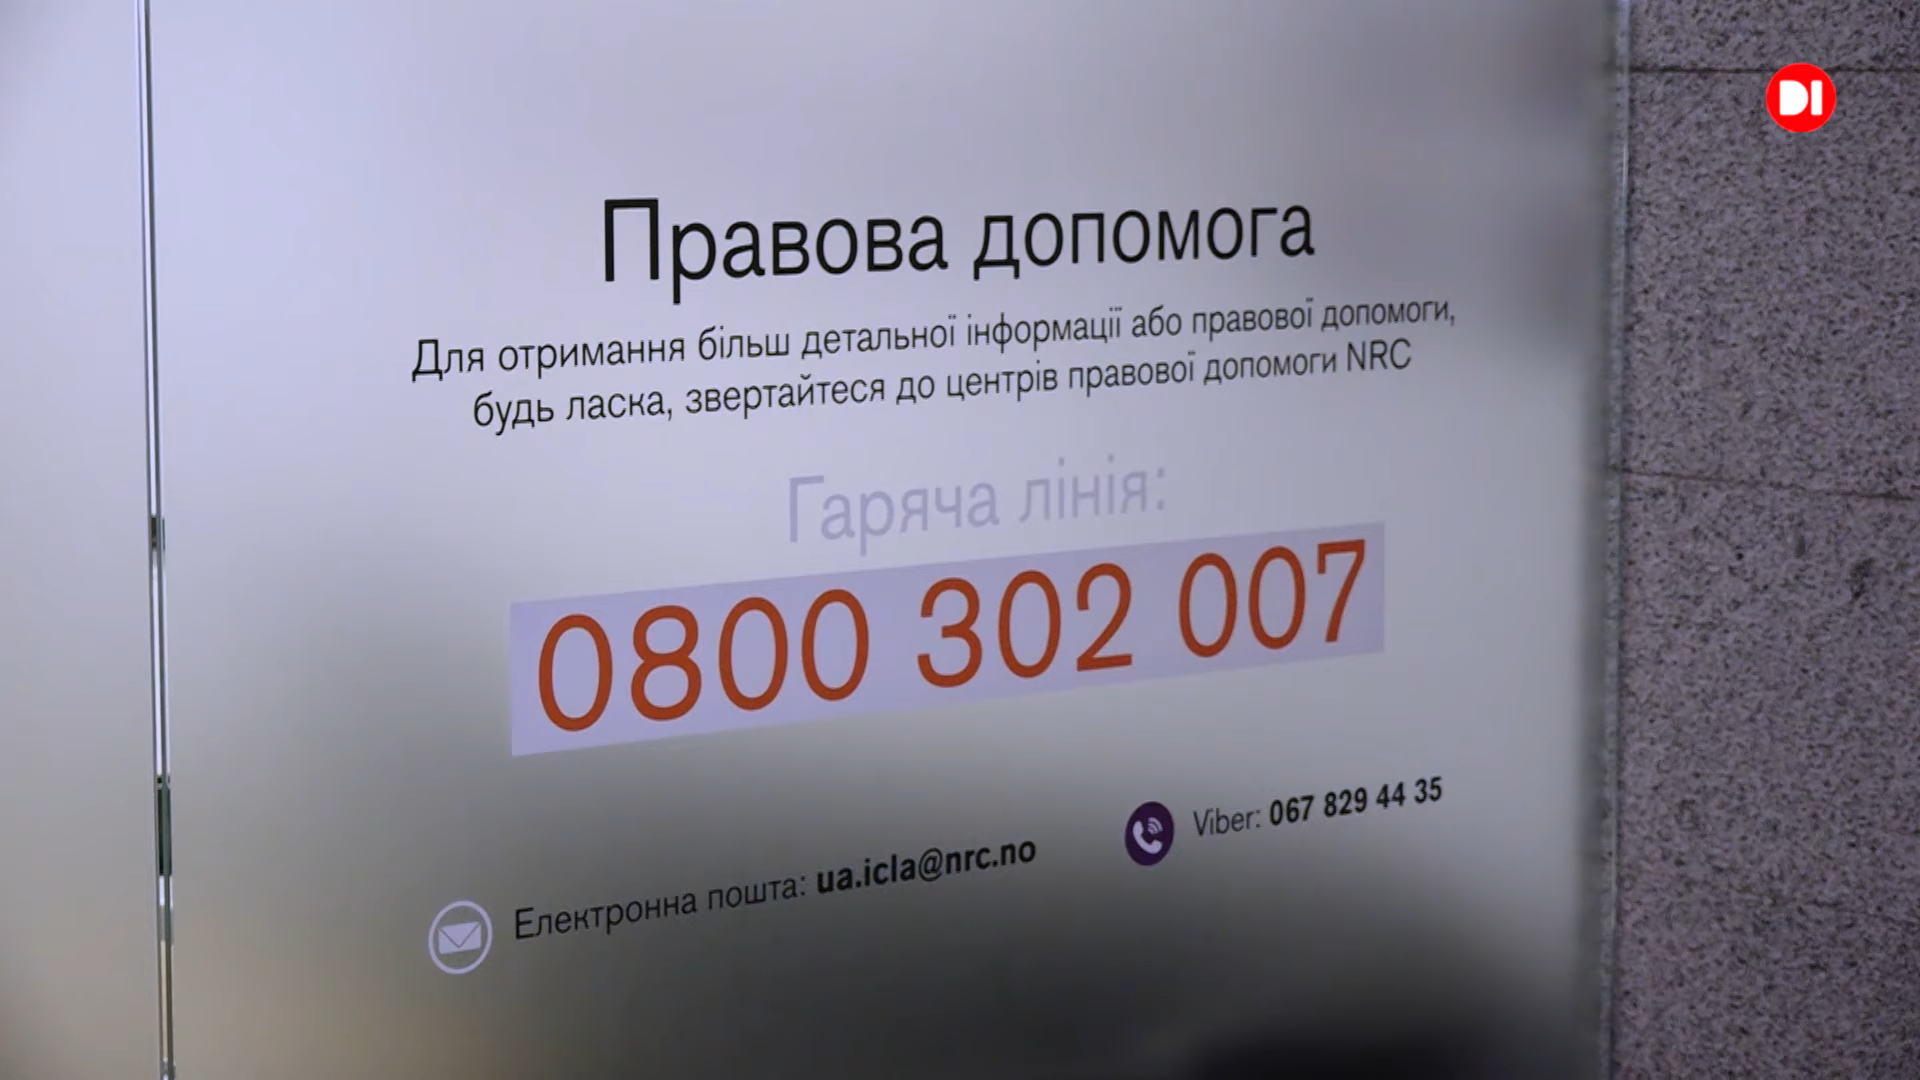 DI
Правова допомога
Для отримання більш детальної інформації або правової допомоги,
будь ласка, звертайтеся до центрів правової допомоги NRC
Гаряча лінія:
0800 302 007
Електронна пошта: ua.icla@nrc.no
Viber: 067 829 44 35